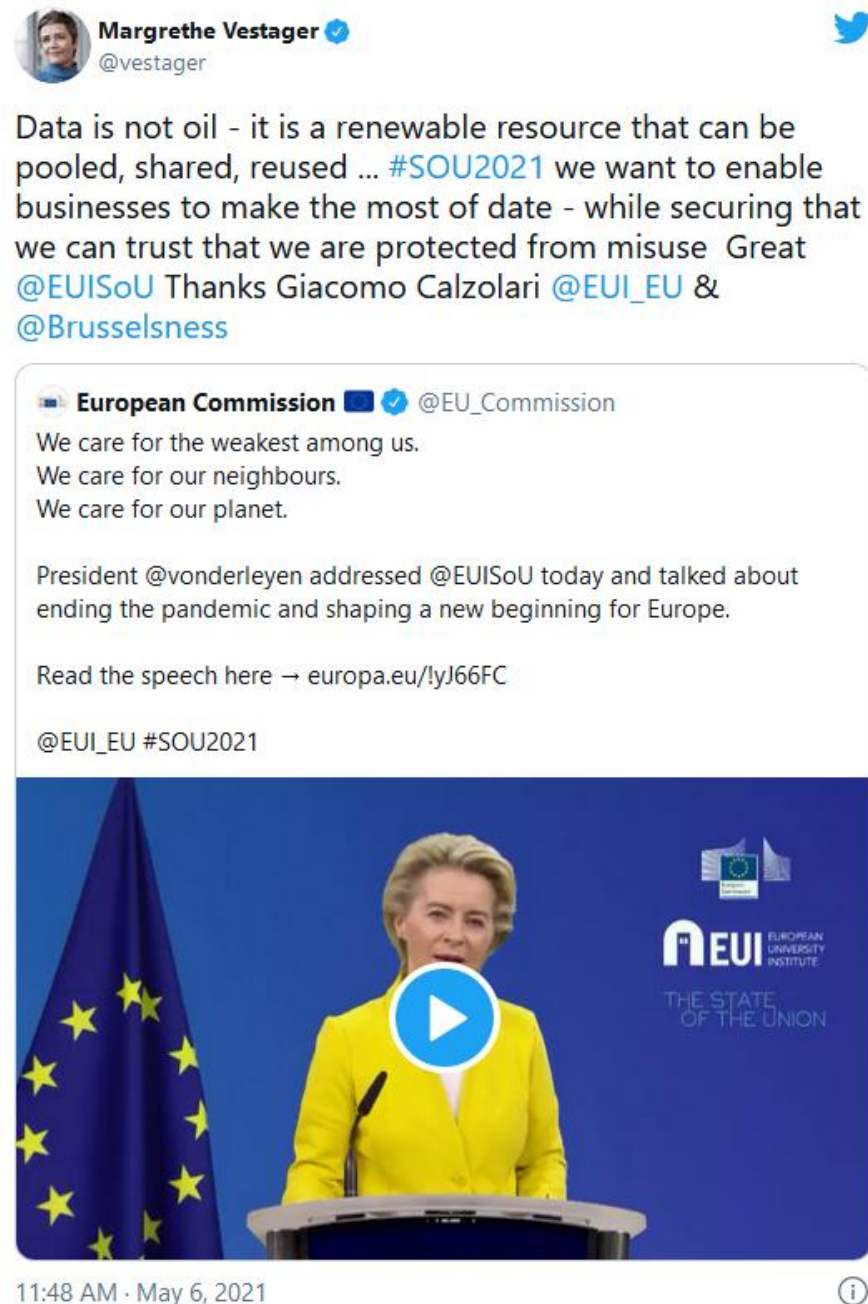 Margrethe Vestager
@vestager
Data is not oil - it is a renewable resource that can be
pooled, shared, reused ... #SOU2021 we want to enable
businesses to make the most of date - while securing that
we can trust that we are protected from misuse  Great
@EUISoU Thanks Giacomo Calzolari @EUI_EU &
@Brusselsness
European Commission @EU_Commission
We care for the weakest among us.
We care for our neighbours.
We care for our planet.
President @vonderleyen addressed @EUISoU today and talked about
ending the pandemic and shaping a new beginning for Europe.
Read the speech here → europa.eu/!yJ66FC
@EUI_EU #SOU2021
EUI EUROPEAN
UNIVERSITY
INSTITUTE
THE STATE
OF THE UNION
11:48 AM · May 6, 2021